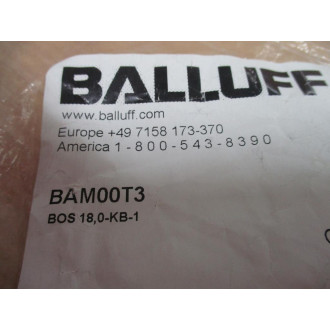 BALLUFF
www.balluff.com
Europe +49 7158 173-370
America 1-800-543-8390
BAM00T3
BOS 18,0-KB-1